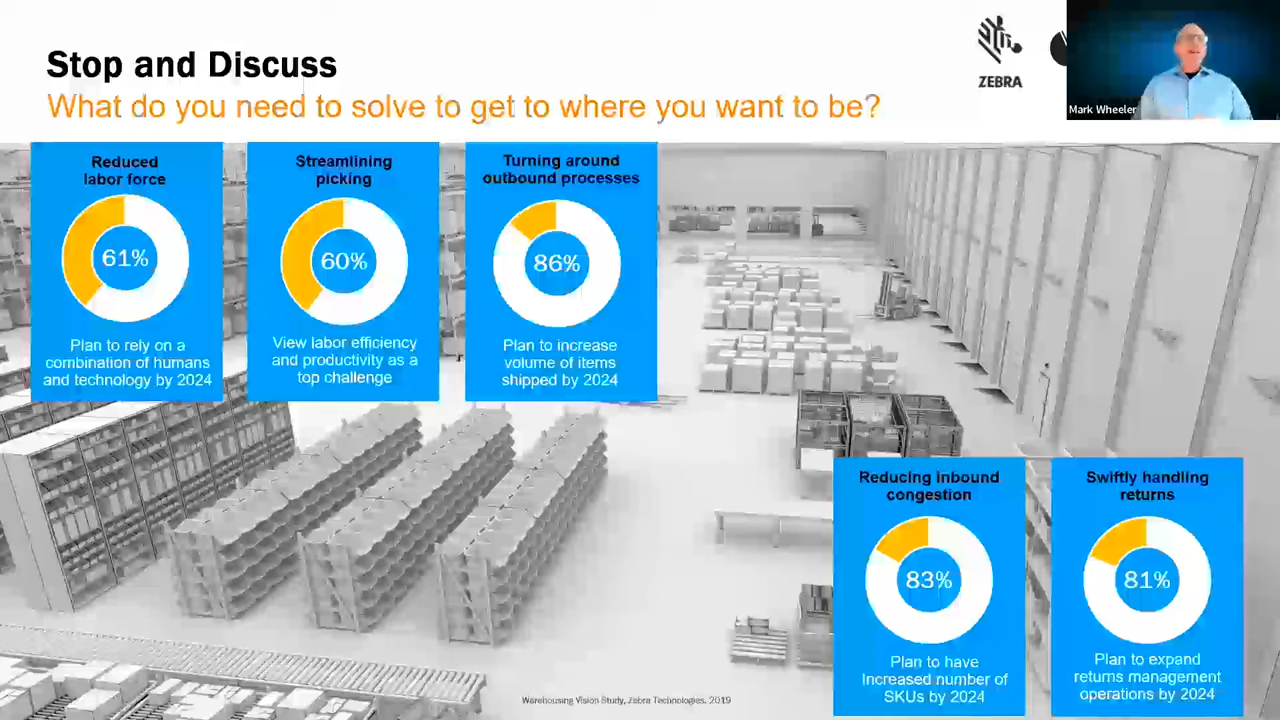 Stop and Discuss
What do you need to solve to get to where you want to be?
ZEBRA
Mark Wheeler
Reduced
labor force
61%
Plan to rely on a
combination of humans
and technology by 2024
Streamlining
picking
60%
View labor efficiency
and productivity as a
top challenge
Turning around
outbound processes
86%
Plan to increase
volume of items
shipped by 2024
Reducing inbound
congestion
83%
Plan to have
Increased number of
SKUs by 2024
Swiftly handling
returns
81%
Plan to expand
returns management
operations by 2024
Warehousing Vision Study, Zebra Technologies. 2019